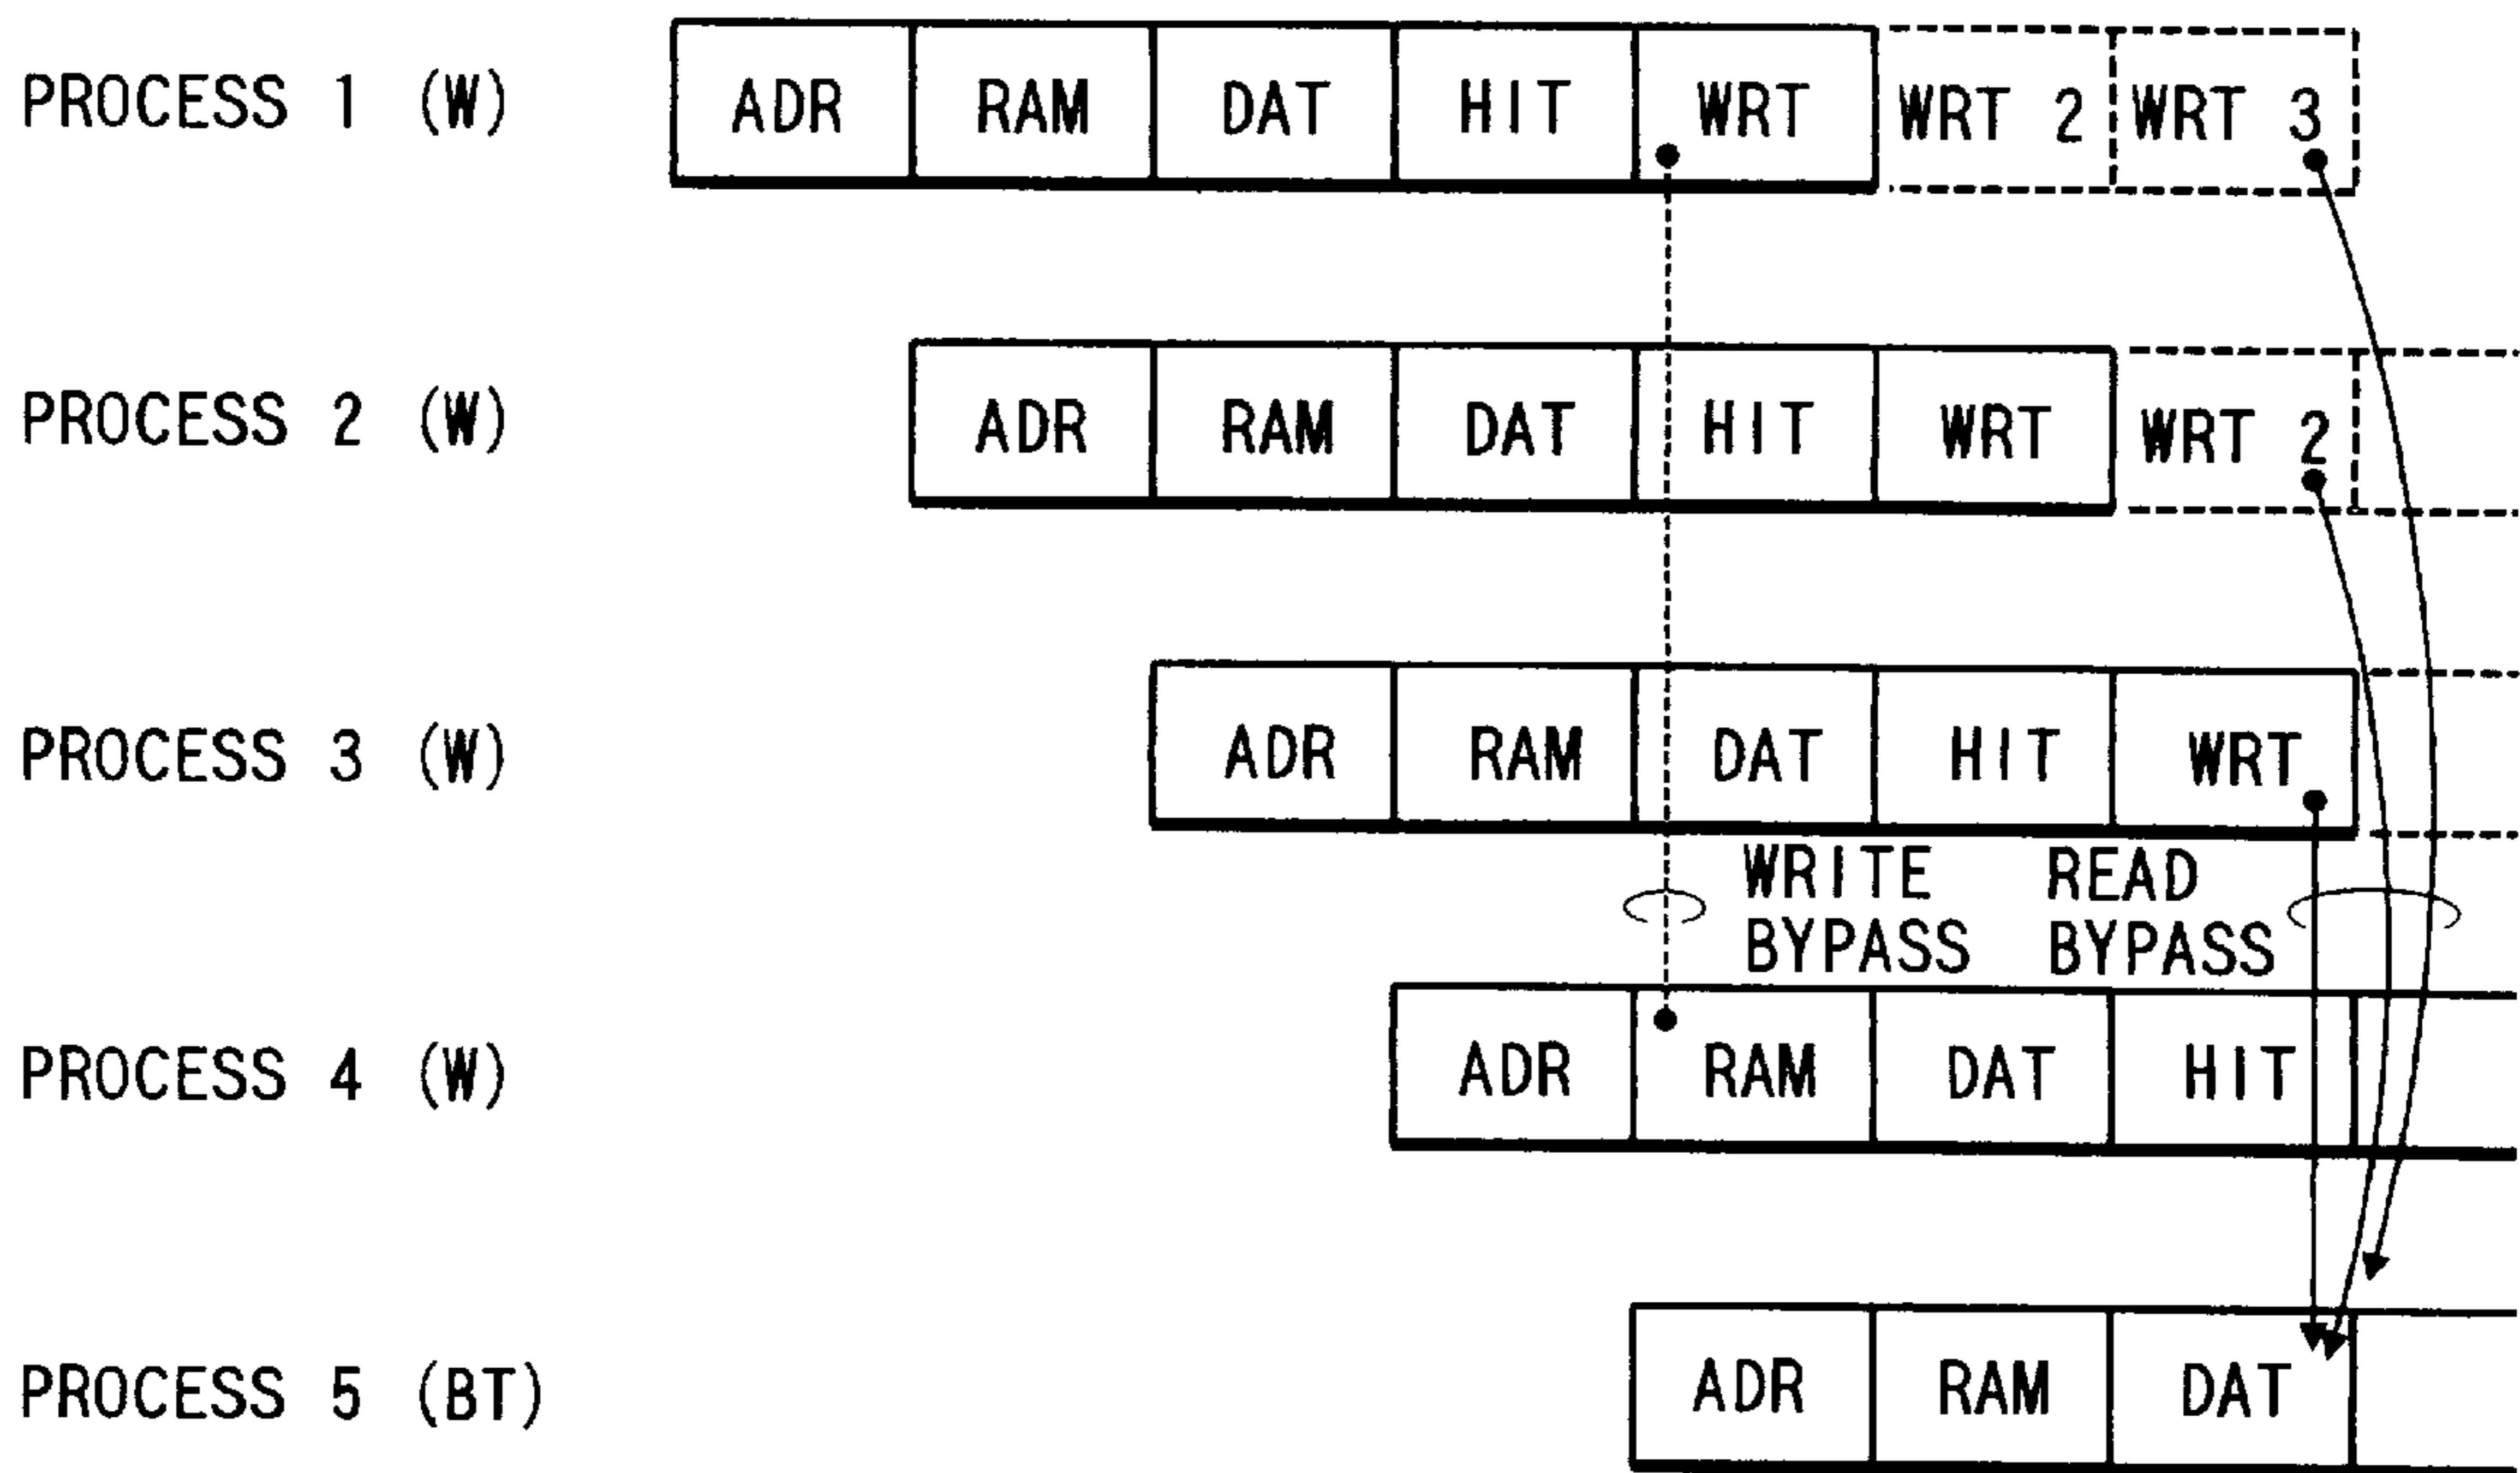 PROCESS 1 (W) ADR RAM DAT HIT WRT WRT 2 WRT 3
PROCESS 2 (W) ADR RAM DAT HIT WRT WRT 2
PROCESS 3 (W) ADR RAM DAT HIT WRT
WRITE READ
BYPASS BYPASS
PROCESS 4 (W) ADR RAM DAT HIT
PROCESS 5 (BT) ADR RAM DAT